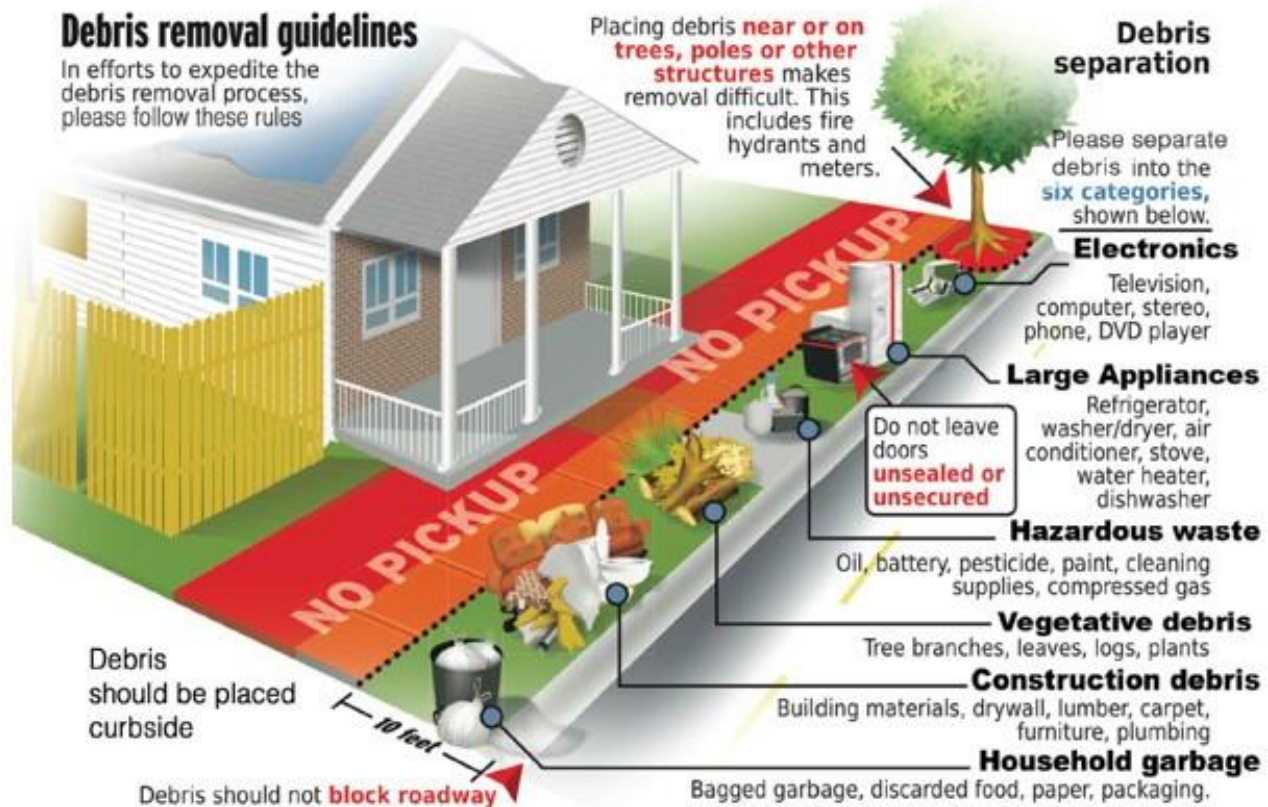 Debris removal guidelines
In efforts to expedite the
debris removal process,
please follow these rules
Placing debris near or on
trees, poles or other
structures makes
removal difficult. This
includes fire
hydrants and
meters.
Debris
separation
Please separate
debris into the
six categories,
shown below.
Electronics
Television,
computer, stereo,
phone, DVD player
Large Appliances
Refrigerator,
washer/dryer, air
conditioner, stove,
water heater,
dishwasher
Do not leave
doors
unsealed or
unsecured
Hazardous waste
Oil, battery, pesticide, paint, cleaning
supplies, compressed gas
Vegetative debris
Tree branches, leaves, logs, plants
Construction debris
Building materials, drywall, lumber, carpet,
furniture, plumbing
Household garbage
Bagged garbage, discarded food, paper, packaging.
NO PICKUP
NO PICKUP
Debris
should be placed
curbside
10 feet
Debris should not block roadway